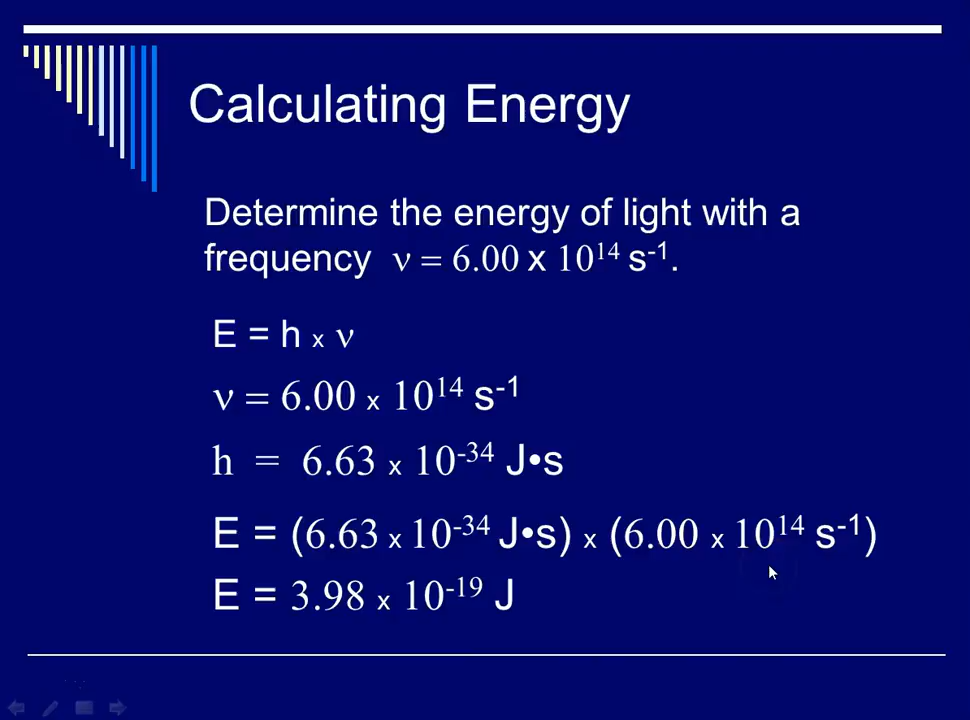 Calculating Energy
Determine the energy of light with a
frequency ν = 6.00 x 10¹⁴ s⁻¹.
E = h x ν
ν = 6.00 x 10¹⁴ s⁻¹
h = 6.63 x 10⁻³⁴ J•s
E = (6.63 x 10⁻³⁴ J•s) x (6.00 x 10¹⁴ s⁻¹)
E = 3.98 x 10⁻¹⁹ J